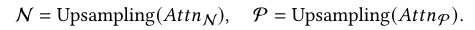 𝒩 = Upsampling(Attn_𝒩), 𝒫 = Upsampling(Attn_𝒫).